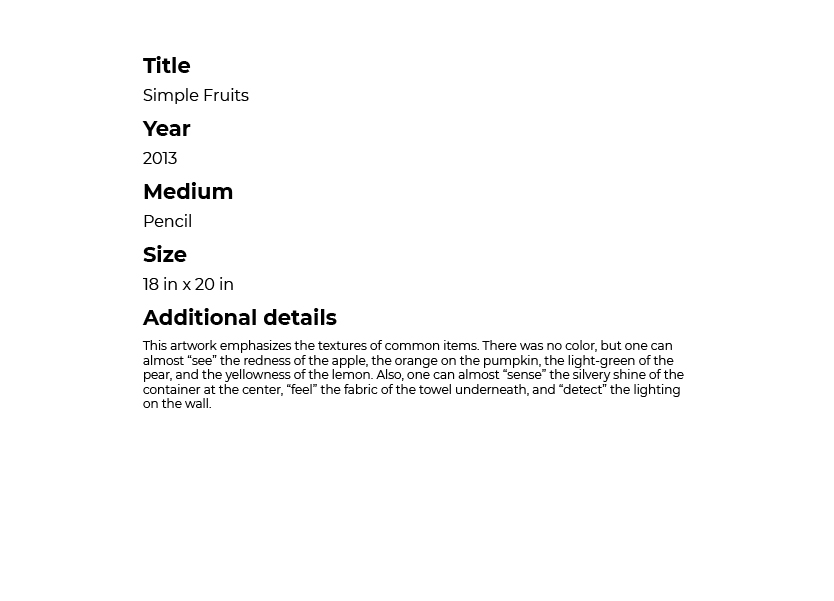 Title
Simple Fruits
Year
2013
Medium
Pencil
Size
18 in x 20 in
Additional details
This artwork emphasizes the textures of common items. There was no color, but one can
almost “see” the redness of the apple, the orange on the pumpkin, the light-green of the
pear, and the yellowness of the lemon. Also, one can almost “sense” the silvery shine of the
container at the center, “feel” the fabric of the towel underneath, and “detect” the lighting
on the wall.